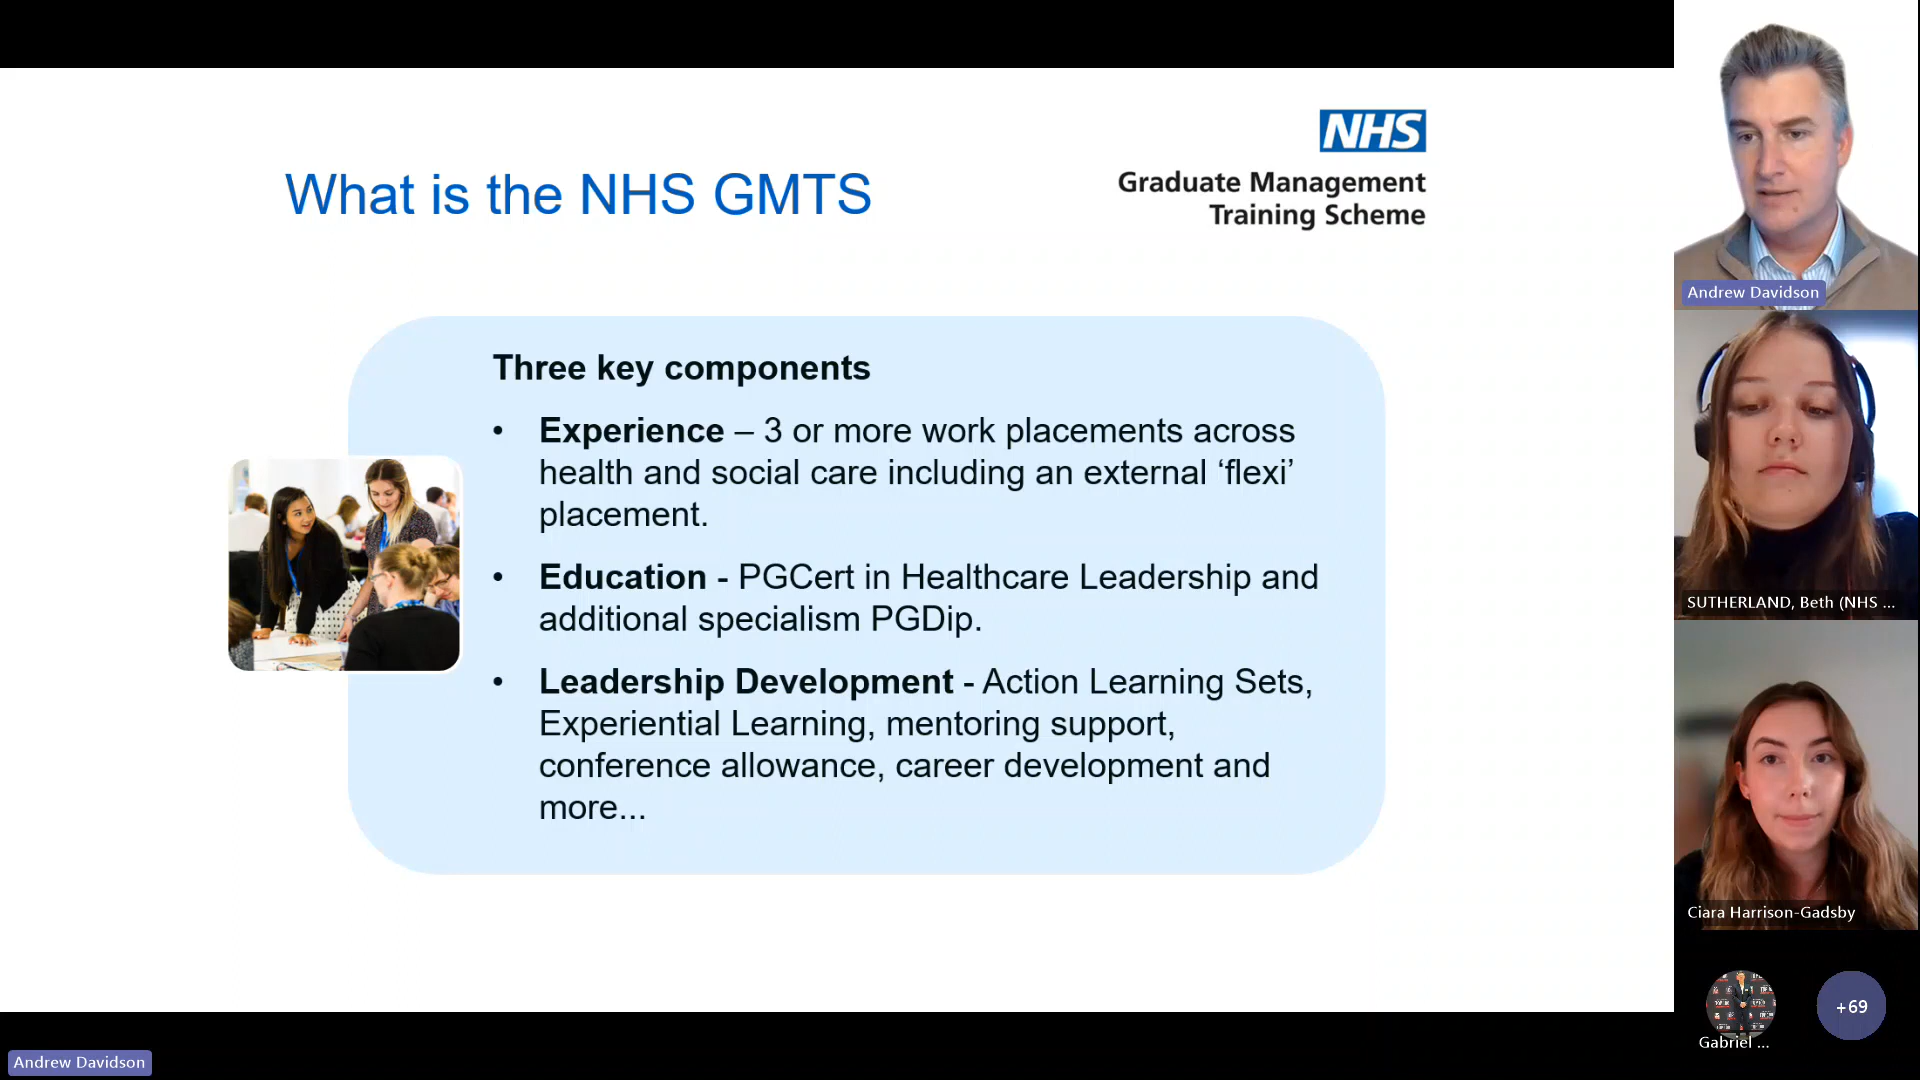 What is the NHS GMTS
NHS
Graduate Management
Training Scheme
Three key components
• Experience – 3 or more work placements across
health and social care including an external ‘flexi’
placement.
• Education - PGCert in Healthcare Leadership and
additional specialism PGDip.
• Leadership Development - Action Learning Sets,
Experiential Learning, mentoring support,
conference allowance, career development and
more...
Andrew Davidson
SUTHERLAND, Beth (NHS ...
Ciara Harrison-Gadsby
Gabriel ...
+69
Andrew Davidson